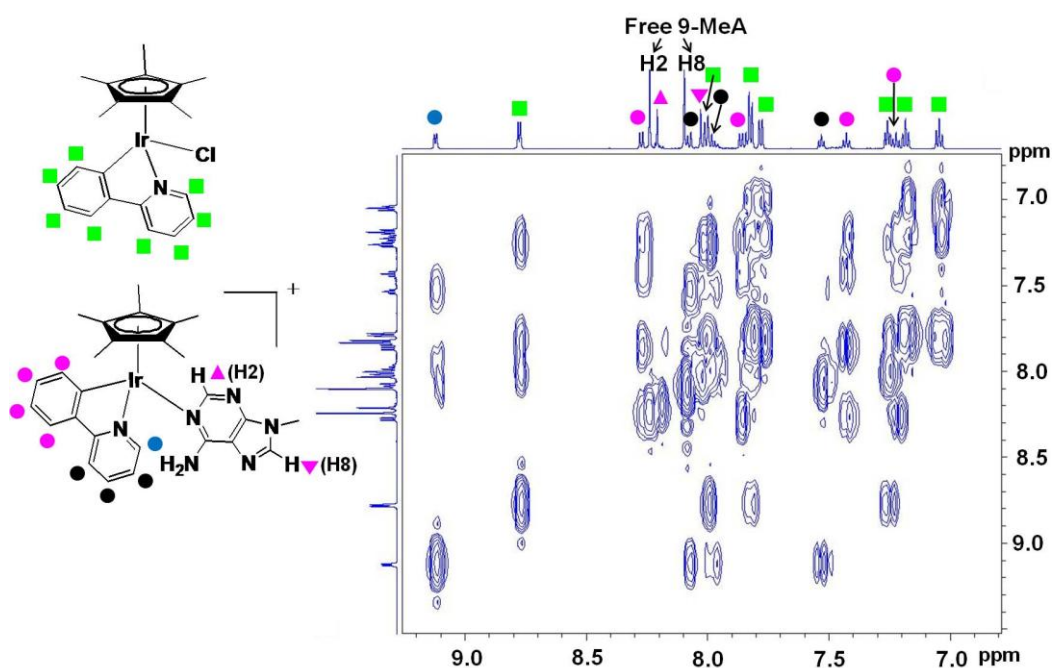 Free 9-MeA
H2 H8
Ir
Cl
N
+
Ir
H (H2)
N N
N
N
H₂N N H (H8)
ppm
7.0
7.5
8.0
8.5
9.0
9.0 8.5 8.0 7.5 7.0 ppm